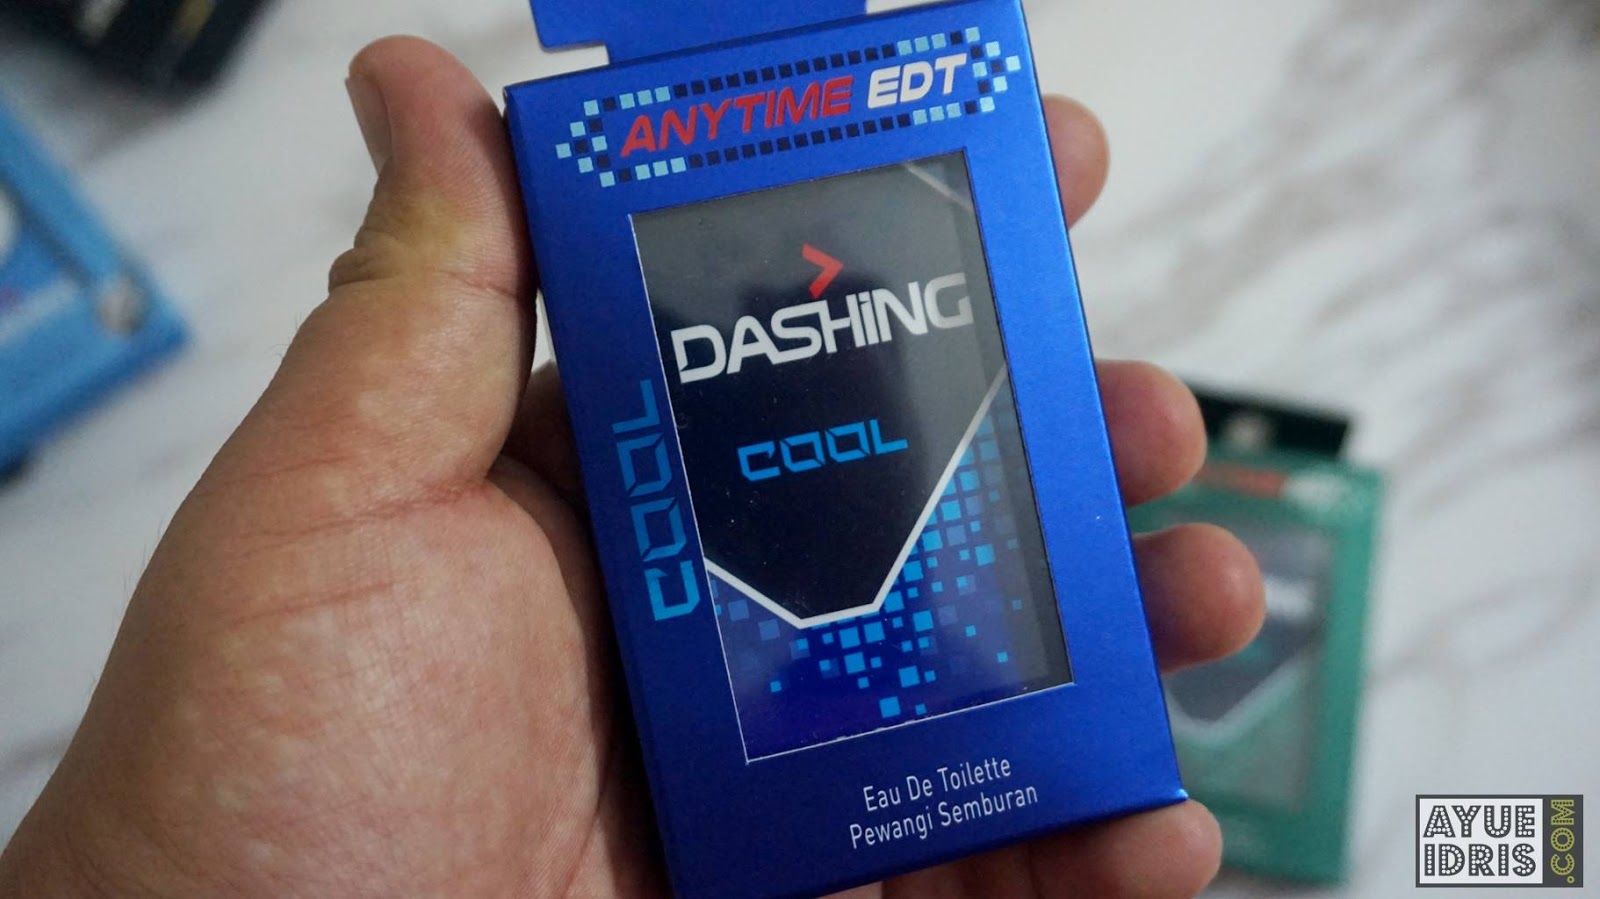 ANYTIME EDT
DASHiNG
COOL
COOL
Eau De Toilette
Pewangi Semburan
AYUE
IDRIS
.COM